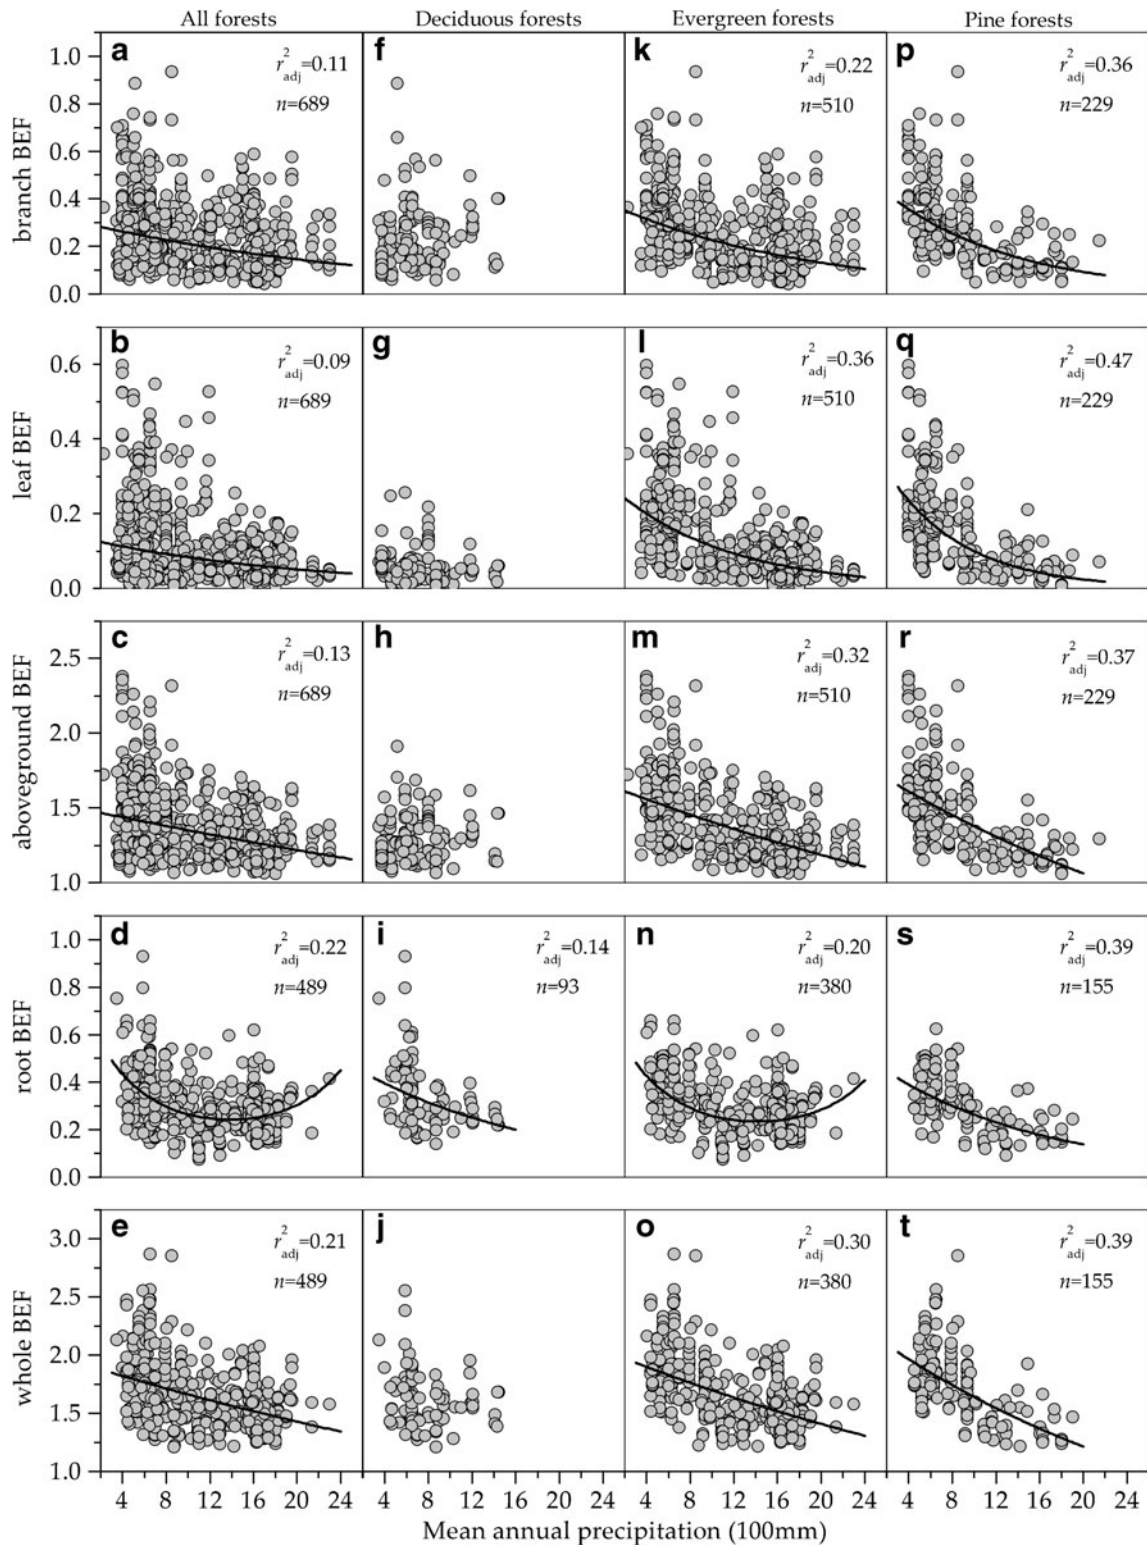 All forests Deciduous forests Evergreen forests Pine forests
a f k p
r²adj=0.11 r²adj=0.22 r²adj=0.36
n=689 n=510 n=229
branch BEF
1.0
0.8
0.6
0.4
0.2
0.0
b g l q
r²adj=0.09 r²adj=0.36 r²adj=0.47
n=689 n=510 n=229
leaf BEF
0.6
0.4
0.2
0.0
c h m r
r²adj=0.13 r²adj=0.32 r²adj=0.37
n=689 n=510 n=229
aboveground BEF
2.5
2.0
1.5
1.0
d i n s
r²adj=0.22 r²adj=0.14 r²adj=0.20 r²adj=0.39
n=489 n=93 n=380 n=155
root BEF
1.0
0.8
0.6
0.4
0.2
0.0
e j o t
r²adj=0.21 r²adj=0.30 r²adj=0.39
n=489 n=380 n=155
whole BEF
3.0
2.5
2.0
1.5
1.0
4 8 12 16 20 24 4 8 12 16 20 24 4 8 12 16 20 24 4 8 12 16 20 24
Mean annual precipitation (100mm)